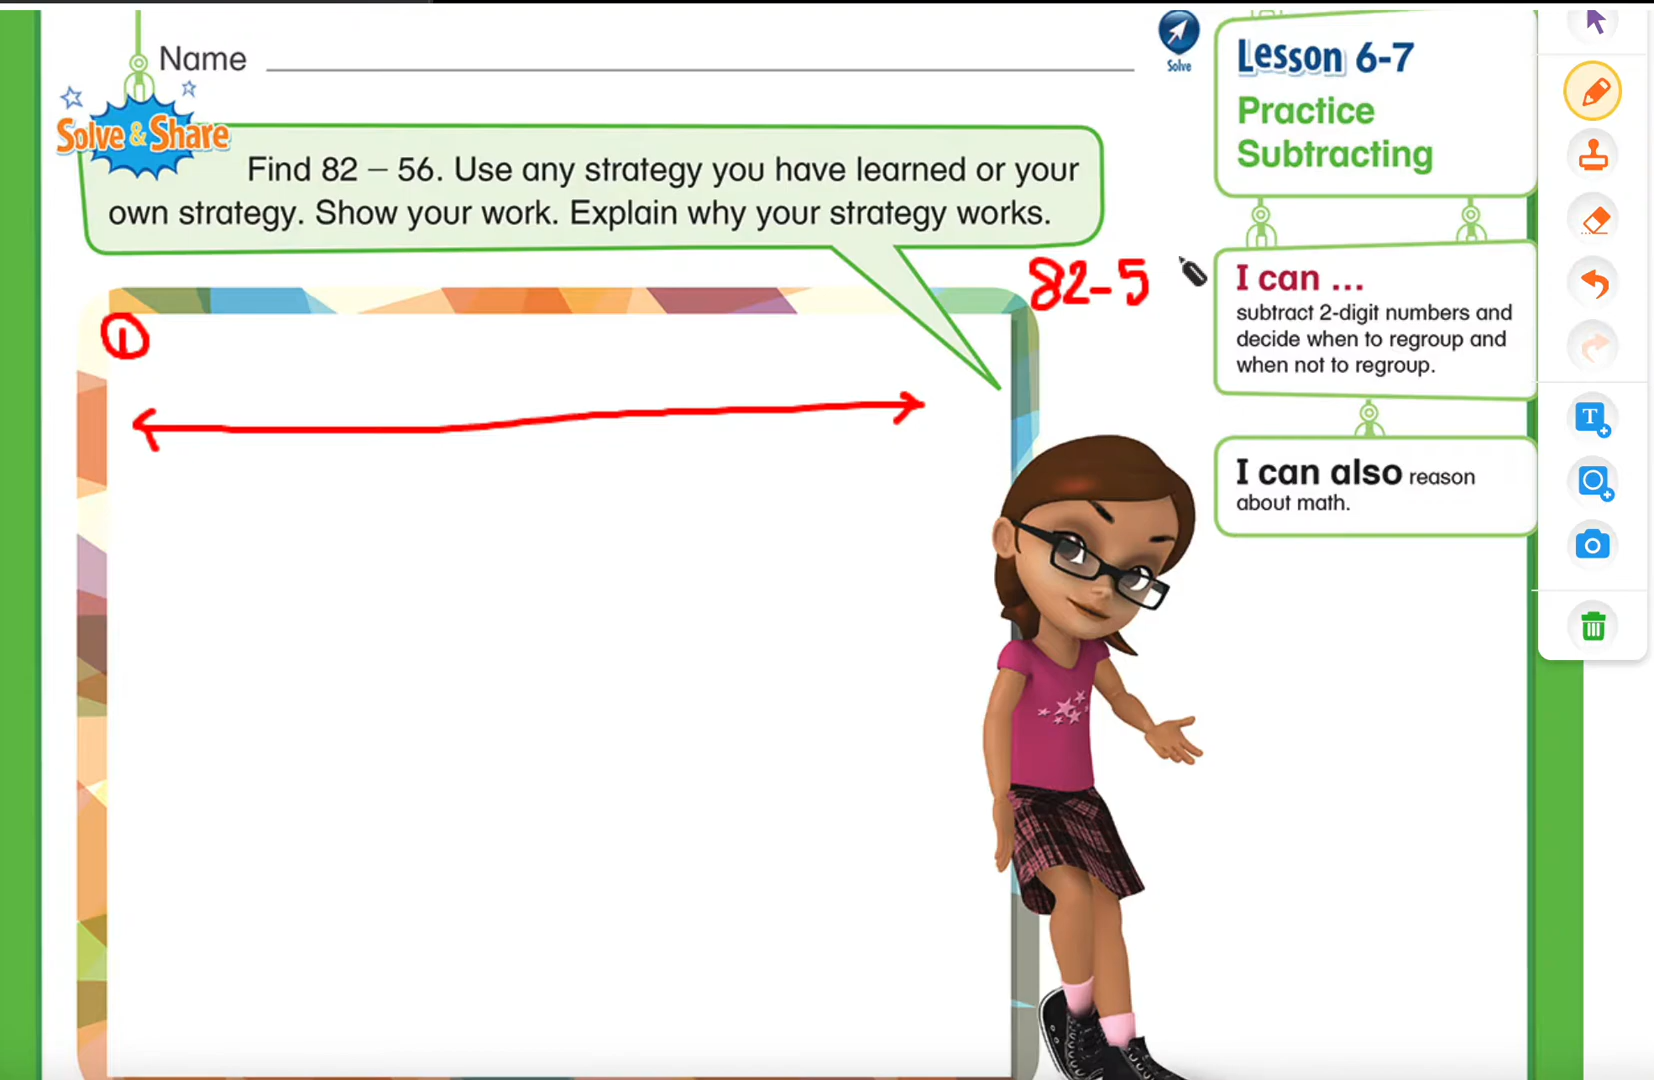 Name
Solve
Lesson 6-7
Practice
Subtracting
Solve & Share
Find 82 – 56. Use any strategy you have learned or your
own strategy. Show your work. Explain why your strategy works.
82-5
I can ...
subtract 2-digit numbers and
decide when to regroup and
when not to regroup.
1
I can also reason
about math.
T